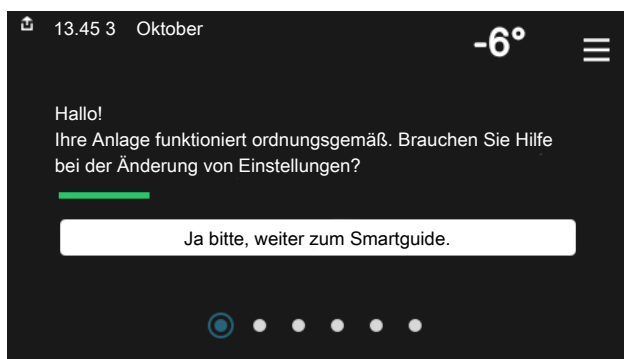 13.45 3 Oktober
-6°
Hallo!
Ihre Anlage funktioniert ordnungsgemäß. Brauchen Sie Hilfe
bei der Änderung von Einstellungen?
Ja bitte, weiter zum Smartguide.